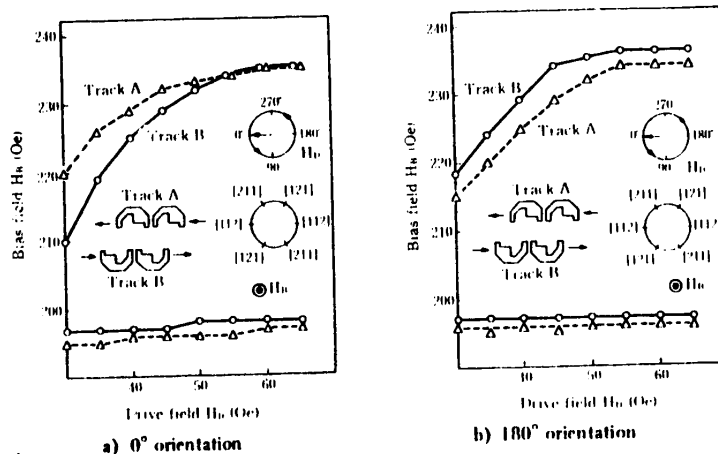 240
230
220
210
200
Bias field H_B (Oe)
Track A
Track B
270°
0°
180°
90
H_D
Track A
Track B
[211]
[121]
[112]
[112]
[121]
[211]
H_B
40
50
60
Drive field H_D (Oe)
a) 0° orientation
240
230
220
210
200
Bias field H_B (Oe)
Track B
Track A
270
0°
180°
90
H_D
Track A
Track B
[211]
[121]
[112]
[112]
[121]
[211]
H_B
40
50
60
Drive field H_D (Oe)
b) 180° orientation